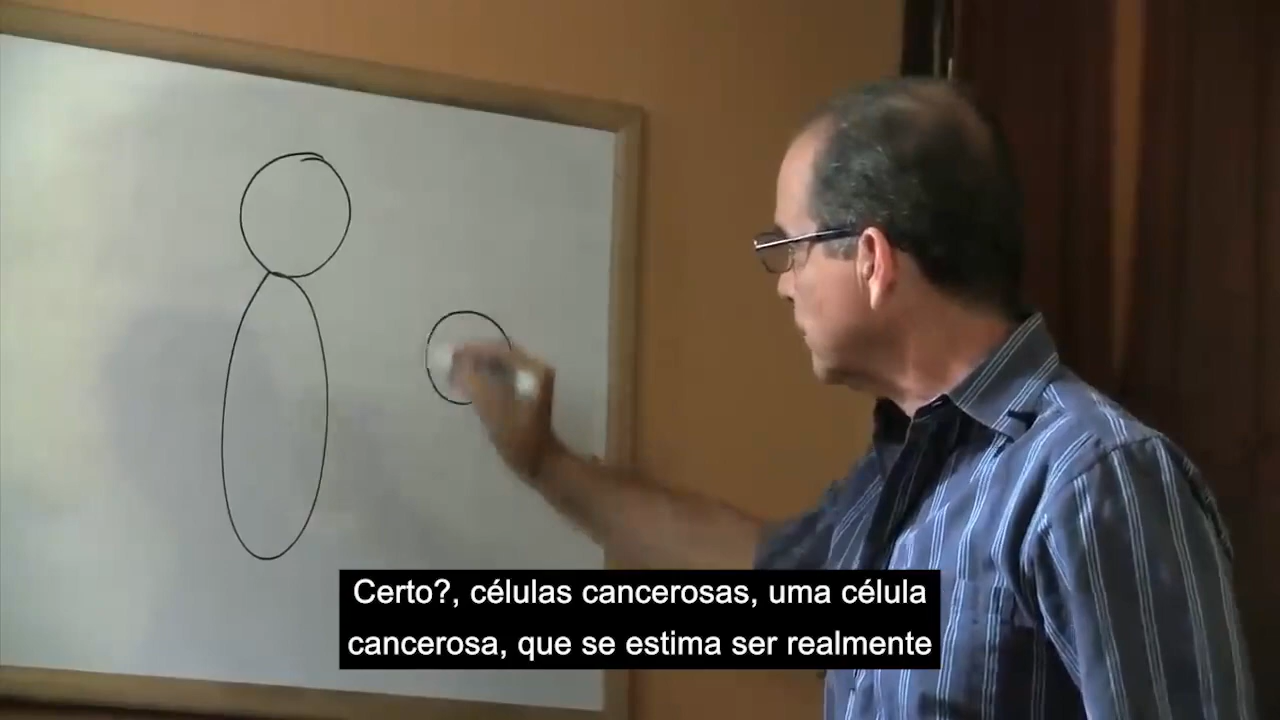 Certo?, células cancerosas, uma célula
cancerosa, que se estima ser realmente